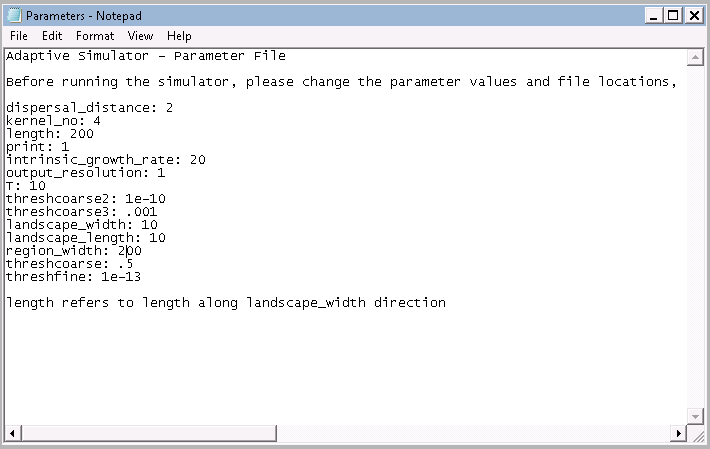 Parameters - Notepad
File Edit Format View Help
Adaptive Simulator - Parameter File
Before running the simulator, please change the parameter values and file locations,
dispersal_distance: 2
kernel_no: 4
length: 200
print: 1
intrinsic_growth_rate: 20
output_resolution: 1
T: 10
threshcoarse2: 1e-10
threshcoarse3: .001
landscape_width: 10
landscape_length: 10
region_width: 200
threshcoarse: .5
threshfine: 1e-13
length refers to length along landscape_width direction